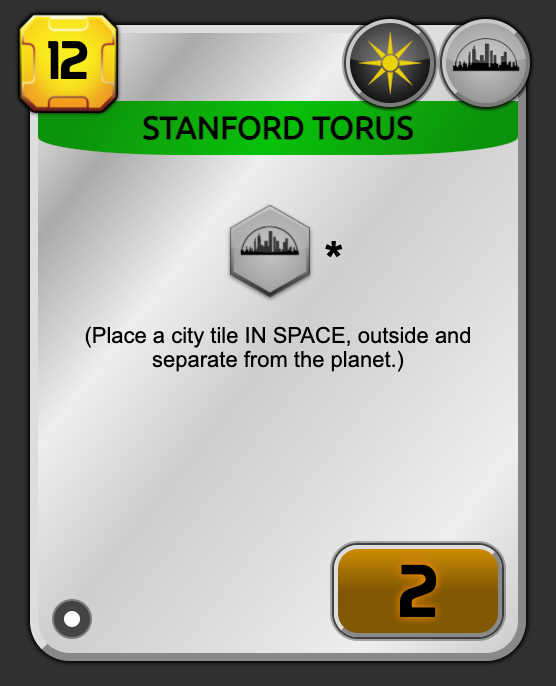 12
STANFORD TORUS
*
(Place a city tile IN SPACE, outside and
separate from the planet.)
2